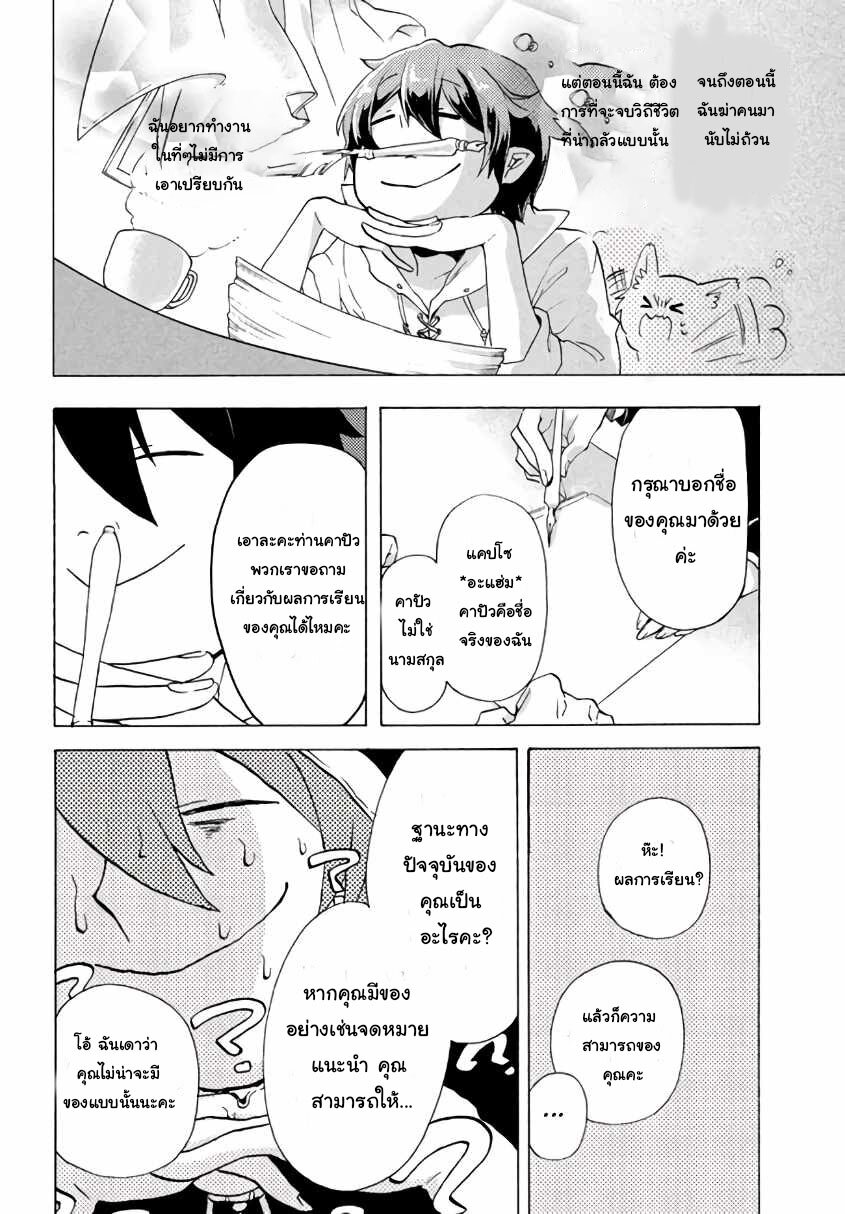 จนถึงตอนนี้
ฉันฆ่าคนมา
นับไม่ถ้วน
แต่ตอนนี้ฉัน ต้อง
การที่จะจบวิถีชีวิต
ที่น่ากลัวแบบนั้น
ฉันอยากทำงาน
ในที่ๆไม่มีการ
เอาเปรียบกัน
กรุณาบอกชื่อ
ของคุณมาด้วย
ค่ะ
แคปโซ
*อะแฮ่ม*
คาปัวคือชื่อ
จริงของฉัน
คาปัว
ไม่ใช่
นามสกุล
เอาละคะท่านคาปัว
พวกเราขอถาม
เกี่ยวกับผลการเรียน
ของคุณได้ไหมคะ
ห๊ะ!
ผลการเรียน?
แล้วก็ความ
สามารถของ
คุณคะ
...
ฐานะทาง
ปัจจุบันของ
คุณเป็น
อะไรคะ?
หากคุณมีของ
อย่างเช่นจดหมาย
แนะนำ คุณ
สามารถให้...
โอ้ ฉันเดาว่า
คุณไม่น่าจะมี
ของแบบนั้นนะคะ